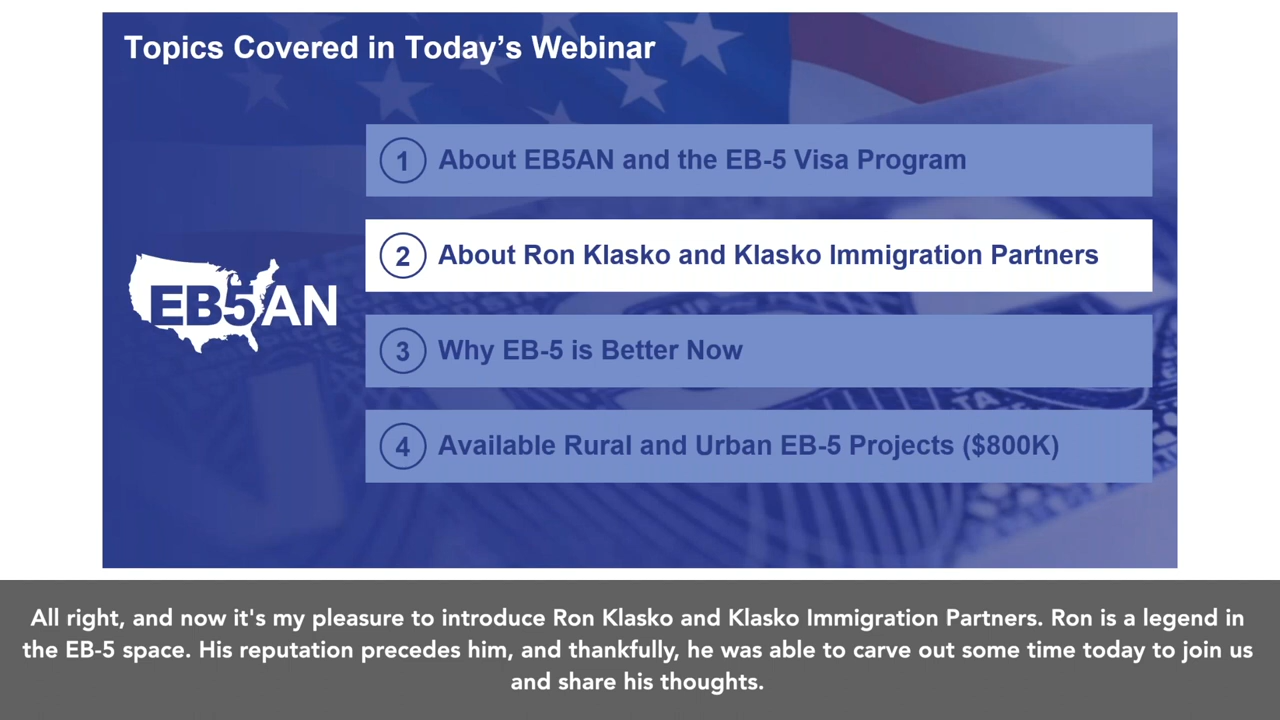 Topics Covered in Today's Webinar
1 About EB5AN and the EB-5 Visa Program
2 About Ron Klasko and Klasko Immigration Partners
EB5AN
3 Why EB-5 is Better Now
4 Available Rural and Urban EB-5 Projects ($800K)
All right, and now it's my pleasure to introduce Ron Klasko and Klasko Immigration Partners. Ron is a legend in
the EB-5 space. His reputation precedes him, and thankfully, he was able to carve out some time today to join us
and share his thoughts.